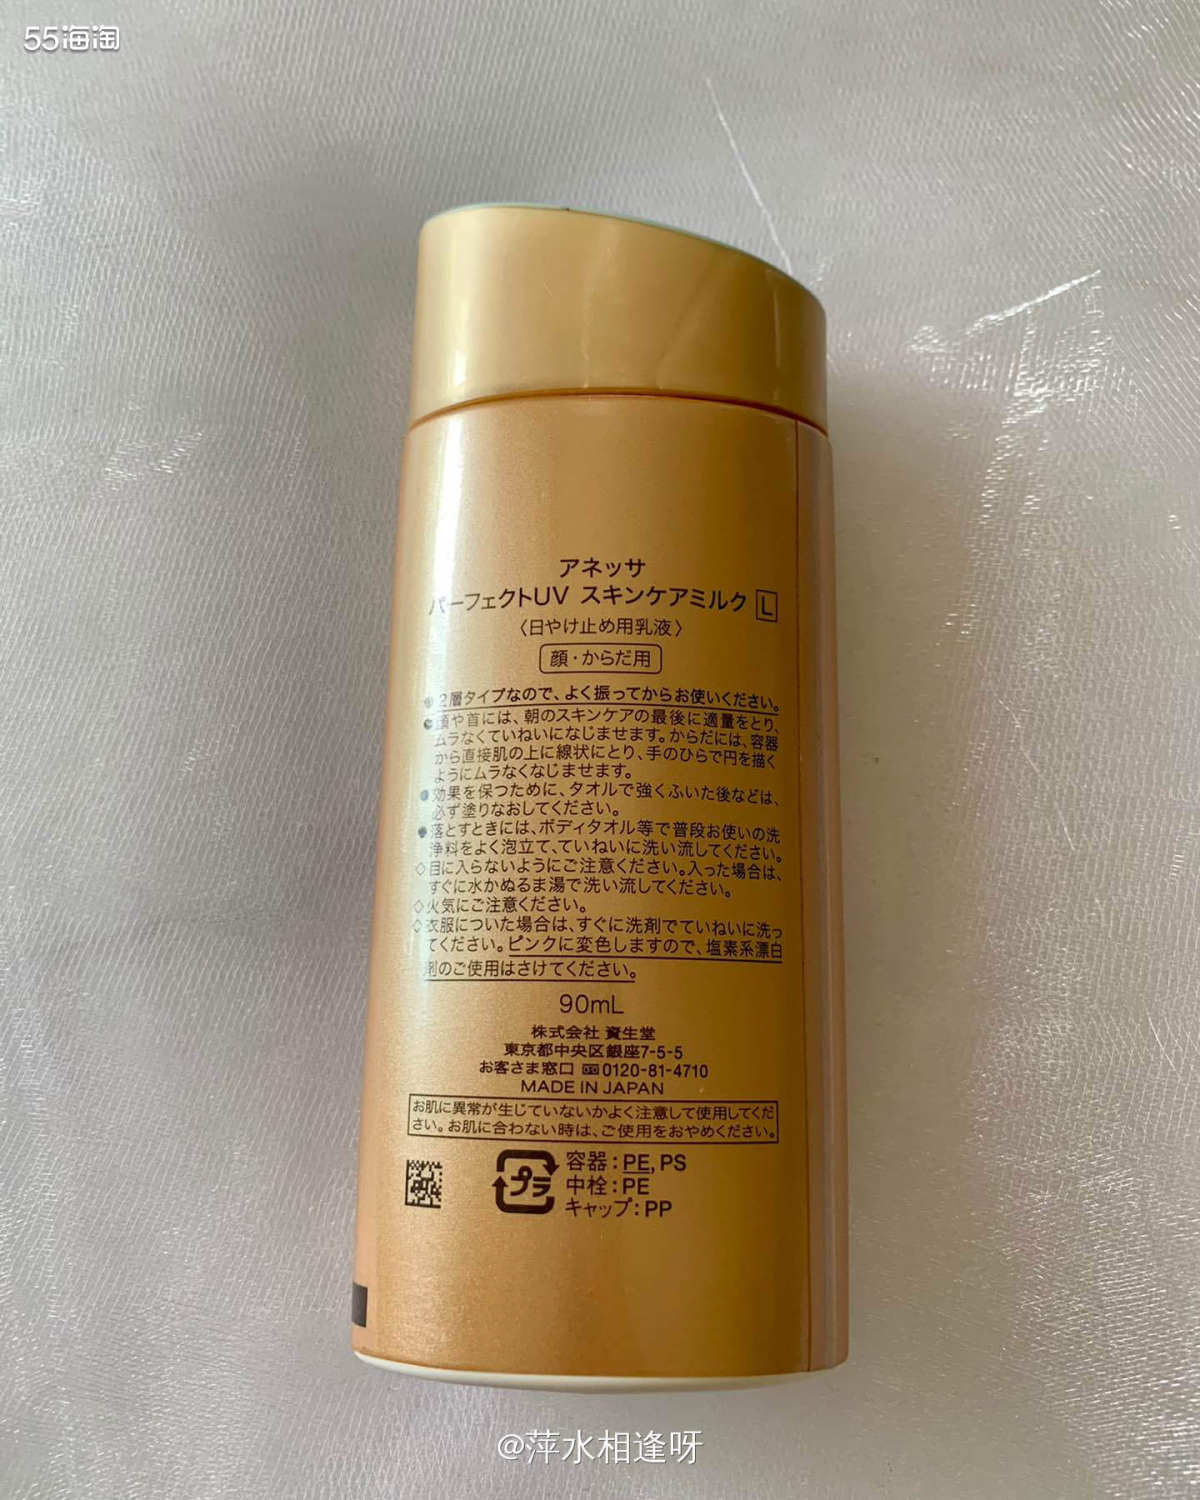 55海淘
アネッサ
パーフェクトUV スキンケアミルク L
〈日やけ止め用乳液〉
顔・からだ用
●2層タイプなので、よく振ってからお使いください。
●顔や首には、朝のスキンケアの最後に適量をとり、
ムラなくていねいになじませます。からだには、容器
から直接肌の上に線状にとり、手のひらで円を描く
ようにムラなくなじませます。
●効果を保つために、タオルで強くふいた後などは、
必ず塗りなおしてください。
●落とすときには、ボディタオル等で普段お使いの洗
浄料をよく泡立て、ていねいに洗い流してください。
◇目に入らないようにご注意ください。入った場合は、
すぐに水かぬるま湯で洗い流してください。
◇火気にご注意ください。
◇衣服についた場合は、すぐに洗剤でていねいに洗っ
てください。ピンクに変色しますので、塩素系漂白
剤のご使用はさけてください。
90mL
株式会社 資生堂
東京都中央区銀座7-5-5
お客さま窓口 0120-81-4710
MADE IN JAPAN
お肌に異常が生じていないかよく注意して使用してくだ
さい。お肌に合わない時は、ご使用をおやめください。
プラ
容器：PE, PS
中栓：PE
キャップ：PP
@萍水相逢呀